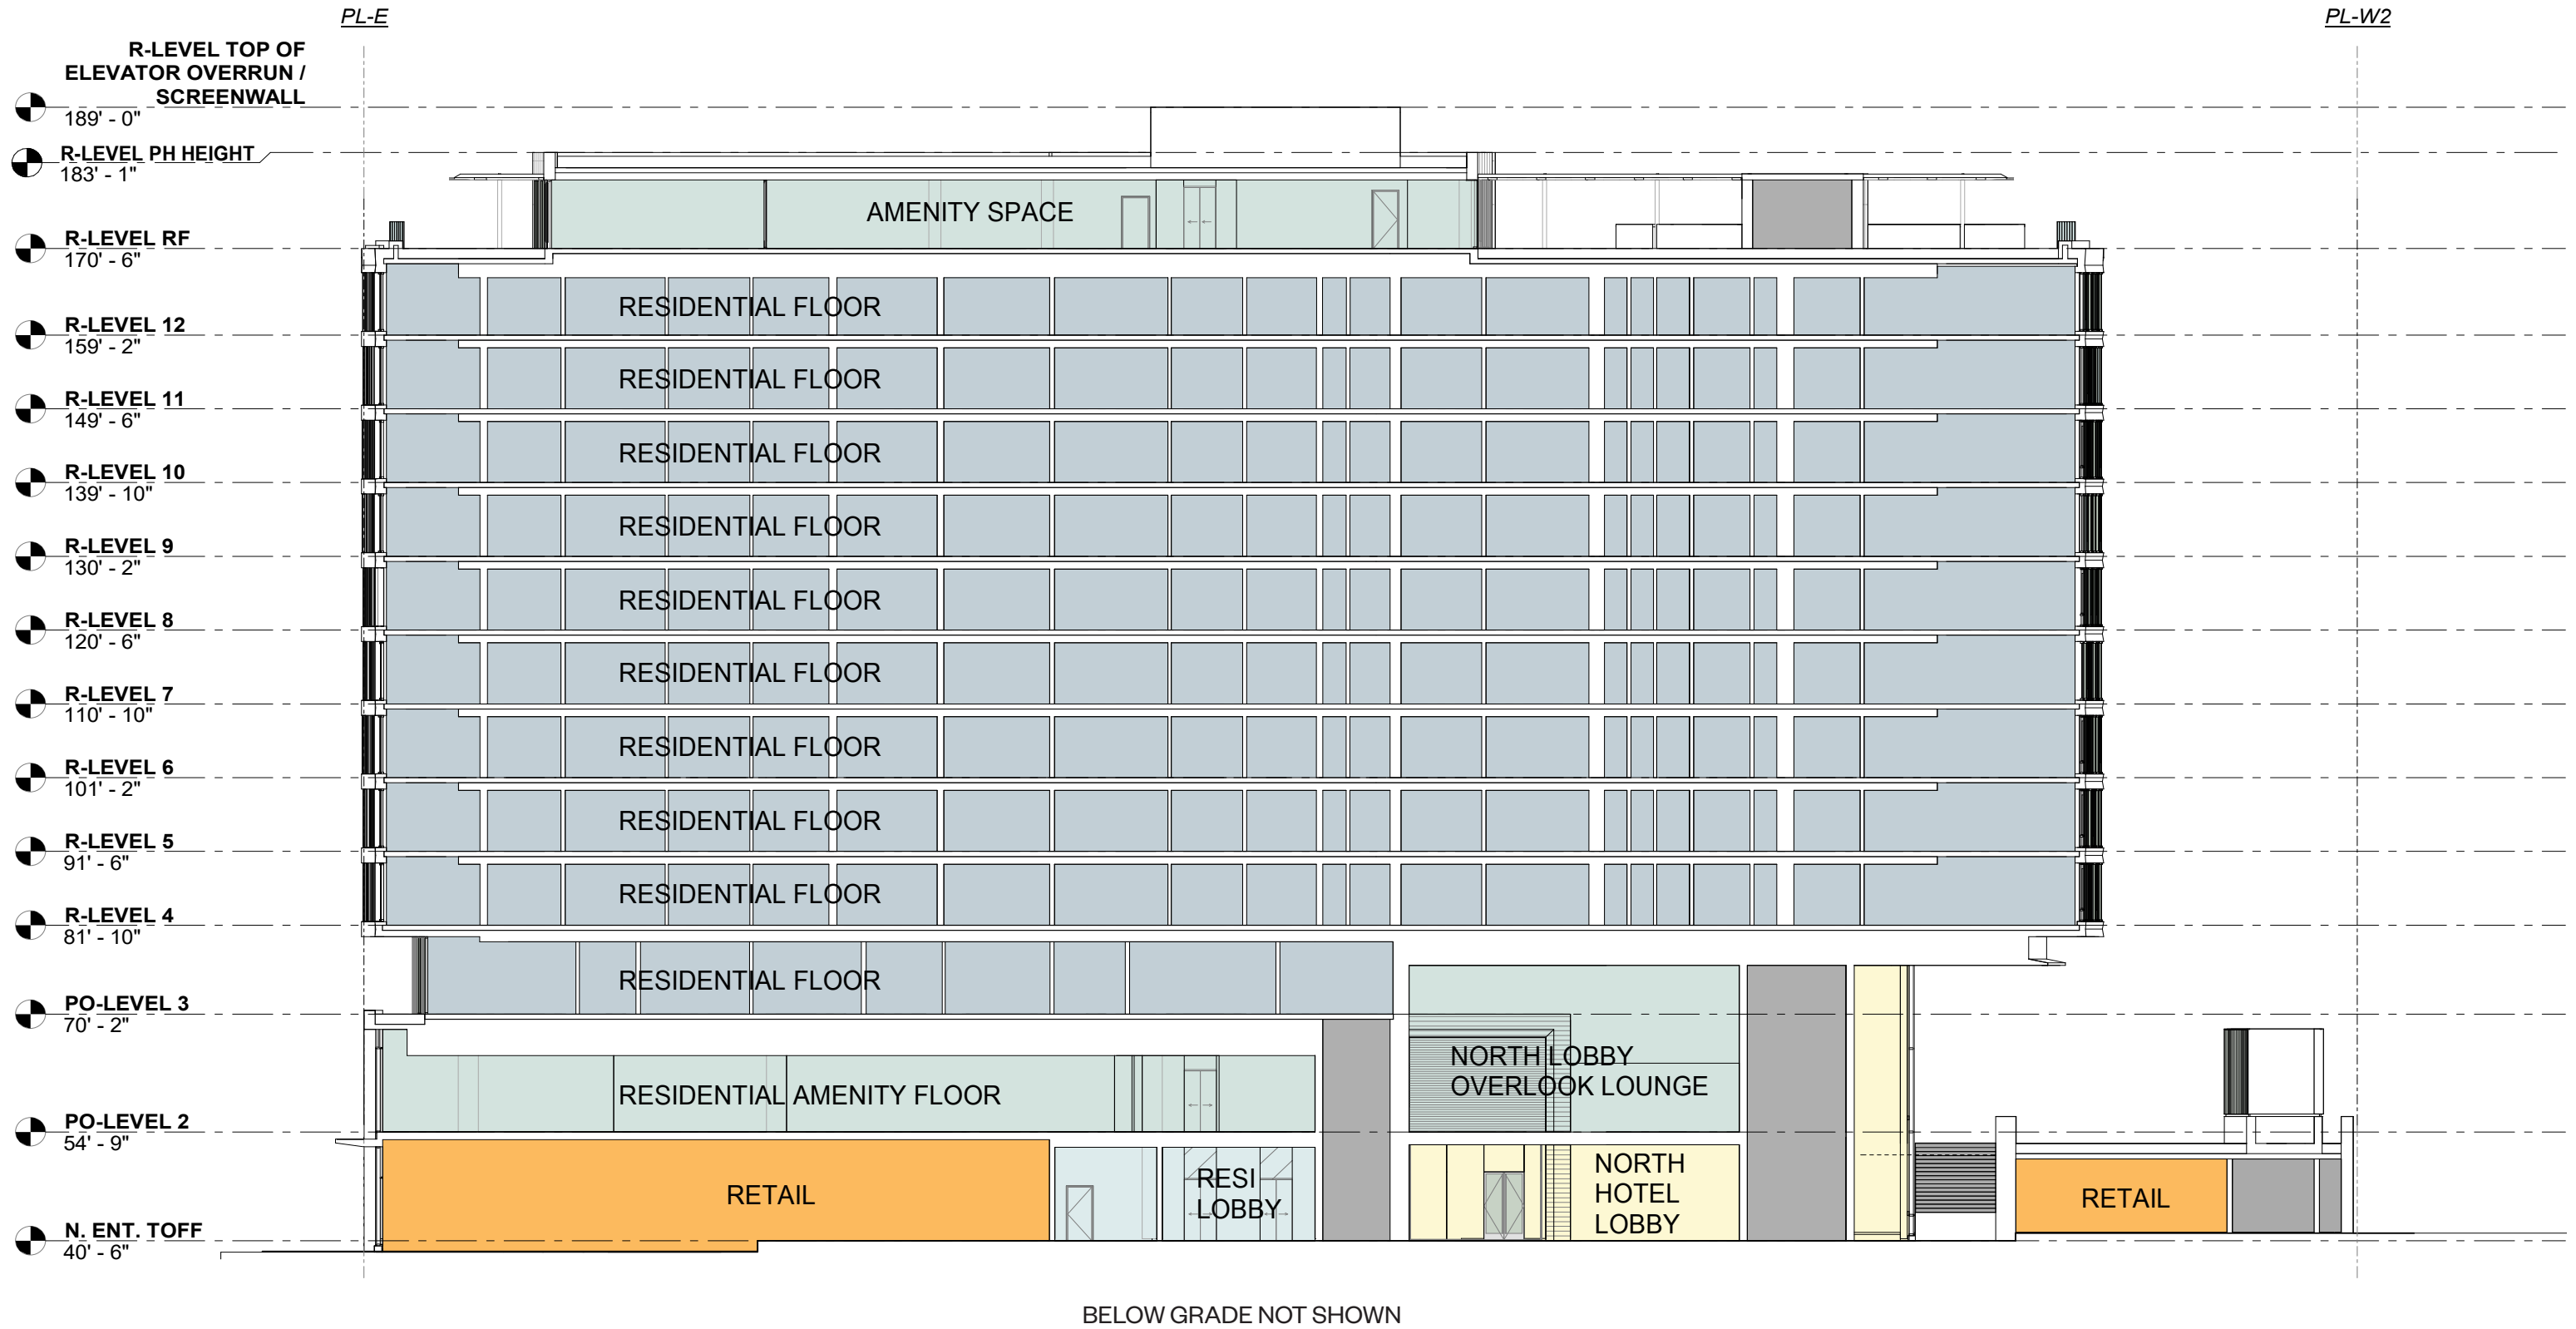 PL-E
PL-W2
R-LEVEL TOP OF
ELEVATOR OVERRUN /
SCREENWALL
189' - 0"
R-LEVEL PH HEIGHT
183' - 1"
AMENITY SPACE
R-LEVEL RF
170' - 6"
RESIDENTIAL FLOOR
R-LEVEL 12
159' - 2"
RESIDENTIAL FLOOR
R-LEVEL 11
149' - 6"
RESIDENTIAL FLOOR
R-LEVEL 10
139' - 10"
RESIDENTIAL FLOOR
R-LEVEL 9
130' - 2"
RESIDENTIAL FLOOR
R-LEVEL 8
120' - 6"
RESIDENTIAL FLOOR
R-LEVEL 7
110' - 10"
RESIDENTIAL FLOOR
R-LEVEL 6
101' - 2"
RESIDENTIAL FLOOR
R-LEVEL 5
91' - 6"
RESIDENTIAL FLOOR
R-LEVEL 4
81' - 10"
RESIDENTIAL FLOOR
PO-LEVEL 3
70' - 2"
NORTH LOBBY
OVERLOOK LOUNGE
RESIDENTIAL AMENITY FLOOR
PO-LEVEL 2
54' - 9"
RETAIL
RESI
LOBBY
NORTH
HOTEL
LOBBY
RETAIL
N. ENT. TOFF
40' - 6"
BELOW GRADE NOT SHOWN